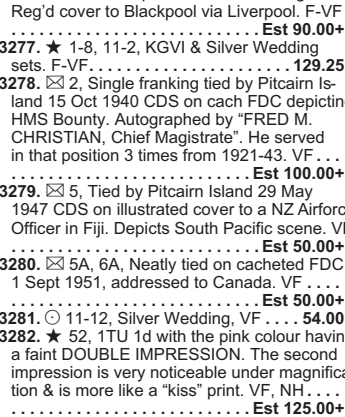 Reg'd cover to Blackpool via Liverpool. F-VF
. . . . . . . . . . . . . . . . . . . . . . . . . Est 90.00+
3277. ★ 1-8, 11-2, KGVI & Silver Wedding
sets. F-VF. . . . . . . . . . . . . . . . . . . . 129.25
3278. ✉ 2, Single franking tied by Pitcairn Is-
land 15 Oct 1940 CDS on cach FDC depictin
HMS Bounty. Autographed by "FRED M.
CHRISTIAN, Chief Magistrate". He served
in that position 3 times from 1921-43. VF . . .
. . . . . . . . . . . . . . . . . . . . . . . . Est 100.00+
3279. ✉ 5, Tied by Pitcairn Island 29 May
1947 CDS on illustrated cover to a NZ Airforc
Officer in Fiji. Depicts South Pacific scene. V
. . . . . . . . . . . . . . . . . . . . . . . . . Est 50.00+
3280. ✉ 5A, 6A, Neatly tied on cacheted FDC
1 Sept 1951, addressed to Canada. VF . . . .
. . . . . . . . . . . . . . . . . . . . . . . . . Est 50.00+
3281. ⊙ 11-12, Silver Wedding, VF . . . . 54.00
3282. ★ 52, 1TU 1d with the pink colour havin
a faint DOUBLE IMPRESSION. The second
impression is very noticeable under magnifica
tion & is more like a "kiss" print. VF, NH. . . .
. . . . . . . . . . . . . . . . . . . . . . . . Est 125.00+